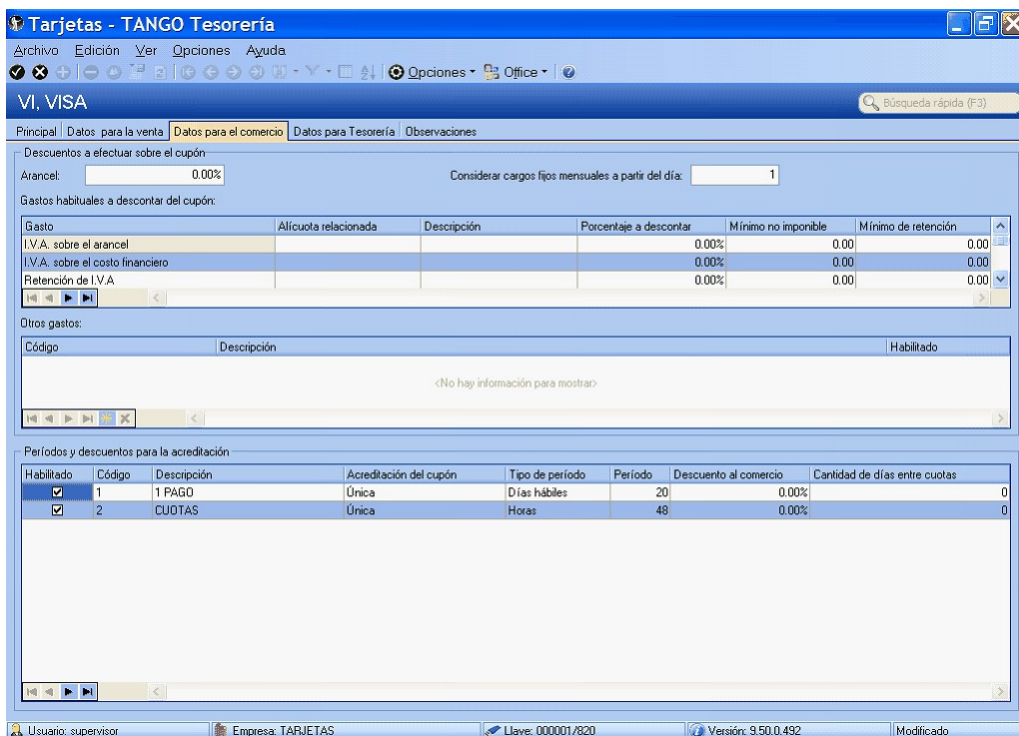 Tarjetas - TANGO Tesorería
Archivo Edición Ver Opciones Ayuda
Opciones Office
VI, VISA Búsqueda rápida (F3)
Principal Datos para la venta Datos para el comercio Datos para Tesorería Observaciones
Descuentos a efectuar sobre el cupón
Arancel: 0.00% Considerar cargos fijos mensuales a partir del día: 1
Gastos habituales a descontar del cupón:
Gasto Alícuota relacionada Descripción Porcentaje a descontar Mínimo no imponible Mínimo de retención
I.V.A. sobre el arancel 0.00% 0.00 0.00
I.V.A. sobre el costo financiero 0.00% 0.00 0.00
Retención de I.V.A 0.00% 0.00 0.00
Otros gastos:
Código Descripción Habilitado
<No hay información para mostrar>
Períodos y descuentos para la acreditación
Habilitado Código Descripción Acreditación del cupón Tipo de período Período Descuento al comercio Cantidad de días entre cuotas
1 1 PAGO Única Días hábiles 20 0.00% 0
2 CUOTAS Única Horas 48 0.00% 0
Usuario: supervisor Empresa: TARJETAS Llave: 000001/820 Versión: 9.50.0.492 Modificado